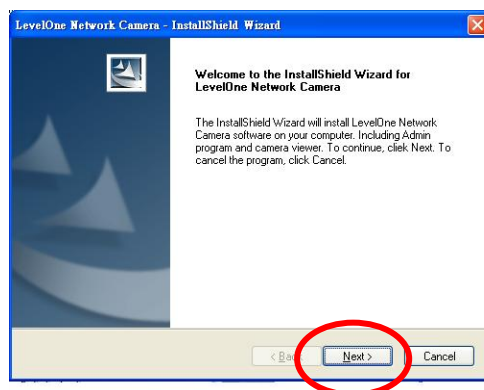 LevelOne Network Camera - InstallShield Wizard
Welcome to the InstallShield Wizard for
LevelOne Network Camera
The InstallShield Wizard will install LevelOne Network
Camera software on your computer. Including Admin
program and camera viewer. To continue, cliek Next. To
cancel the program, click Cancel.
< Back Next > Cancel